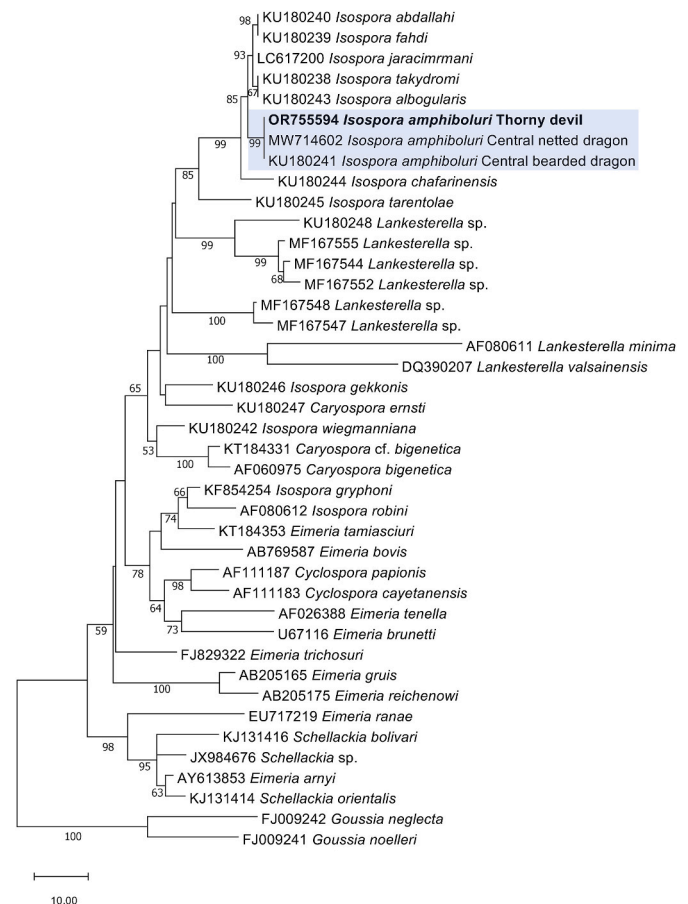 98
KU180240 Isospora abdallahi
KU180239 Isospora fahdi
93
LC617200 Isospora jaracimrmani
KU180238 Isospora takydromi
67
85
KU180243 Isospora albogularis
OR755594 Isospora amphiboluri Thorny devil
99
99
MW714602 Isospora amphiboluri Central netted dragon
KU180241 Isospora amphiboluri Central bearded dragon
85
KU180244 Isospora chafarinensis
KU180245 Isospora tarentolae
KU180248 Lankesterella sp.
99
MF167555 Lankesterella sp.
99
MF167544 Lankesterella sp.
68
MF167552 Lankesterella sp.
MF167548 Lankesterella sp.
100
MF167547 Lankesterella sp.
AF080611 Lankesterella minima
100
DQ390207 Lankesterella valsainensis
65
KU180246 Isospora gekkonis
KU180247 Caryospora ernsti
KU180242 Isospora wiegmanniana
53
KT184331 Caryospora cf. bigenetica
100
AF060975 Caryospora bigenetica
66
KF854254 Isospora gryphoni
AF080612 Isospora robini
74
KT184353 Eimeria tamiasciuri
AB769587 Eimeria bovis
78
AF111187 Cyclospora papionis
98
AF111183 Cyclospora cayetanensis
64
AF026388 Eimeria tenella
73
U67116 Eimeria brunetti
59
FJ829322 Eimeria trichosuri
AB205165 Eimeria gruis
100
AB205175 Eimeria reichenowi
EU717219 Eimeria ranae
98
KJ131416 Schellackia bolivari
JX984676 Schellackia sp.
95
AY613853 Eimeria arnyi
63
KJ131414 Schellackia orientalis
FJ009242 Goussia neglecta
100
FJ009241 Goussia noelleri
10.00